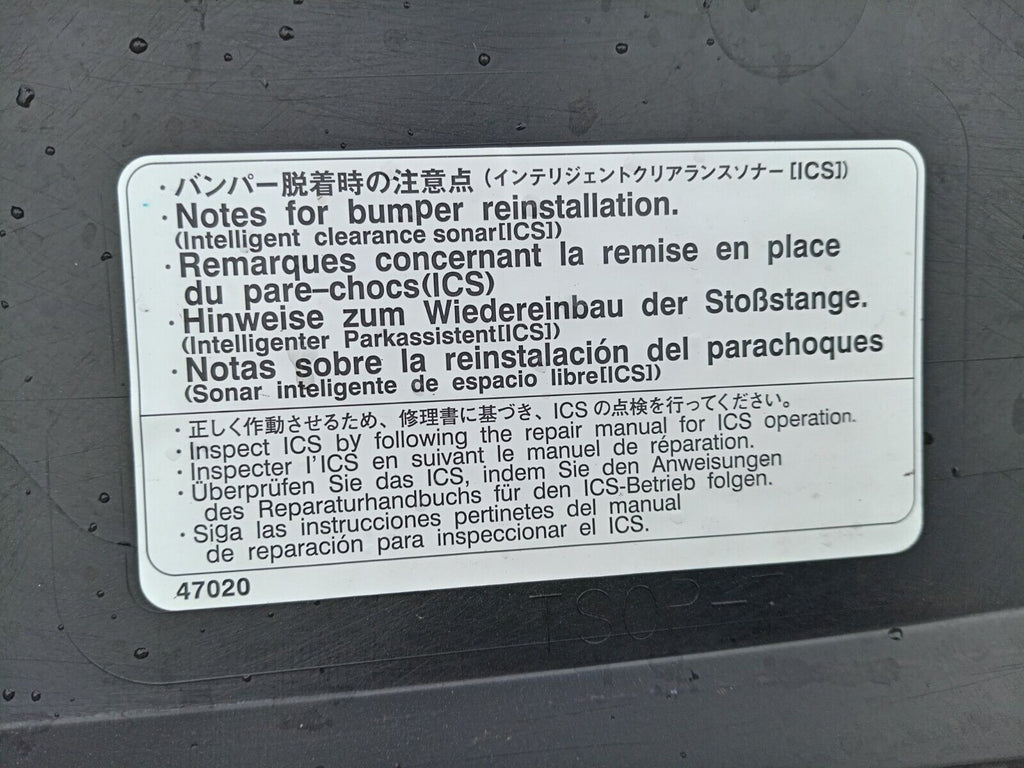 ・バンパー脱着時の注意点（インテリジェントクリアランスソナー[ICS]）
・Notes for bumper reinstallation.
(Intelligent clearance sonar[ICS])
・Remarques concernant la remise en place
du pare-chocs(ICS)
・Hinweise zum Wiedereinbau der Stoßstange.
(Intelligenter Parkassistent[ICS])
・Notas sobre la reinstalación del parachoques
(Sonar inteligente de espacio libre[ICS])
・正しく作動させるため、修理書に基づき、ICSの点検を行ってください。
・Inspect ICS by following the repair manual for ICS operation.
・Inspecter l'ICS en suivant le manuel de réparation.
・Überprüfen Sie das ICS, indem Sie den Anweisungen
des Reparaturhandbuchs für den ICS-Betrieb folgen.
・Siga las instrucciones pertinetes del manual
de reparación para inspeccionar el ICS.
47020